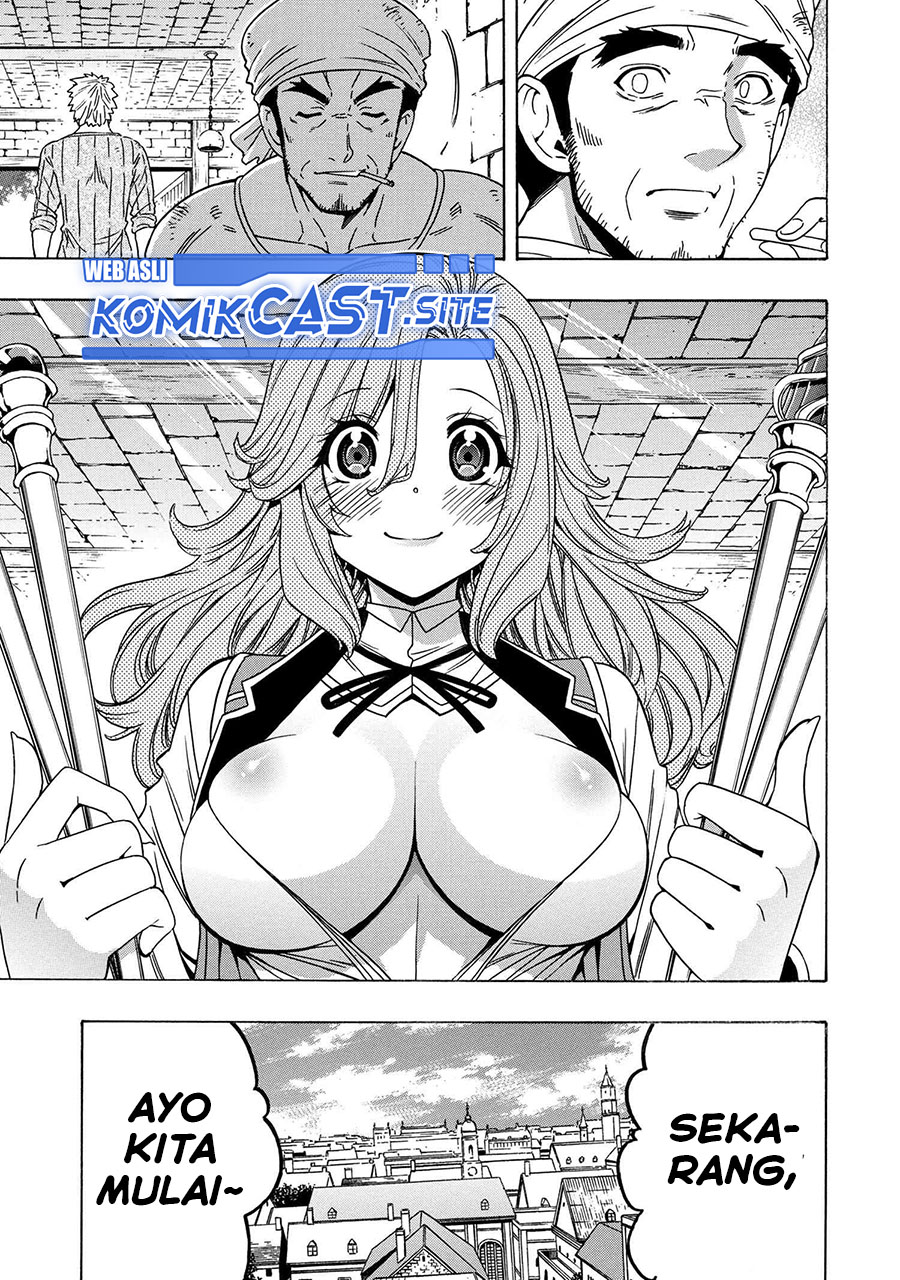 WEB ASLI
KOMIKCAST.SITE
SEKA-
RANG,
AYO
KITA
MULAI~